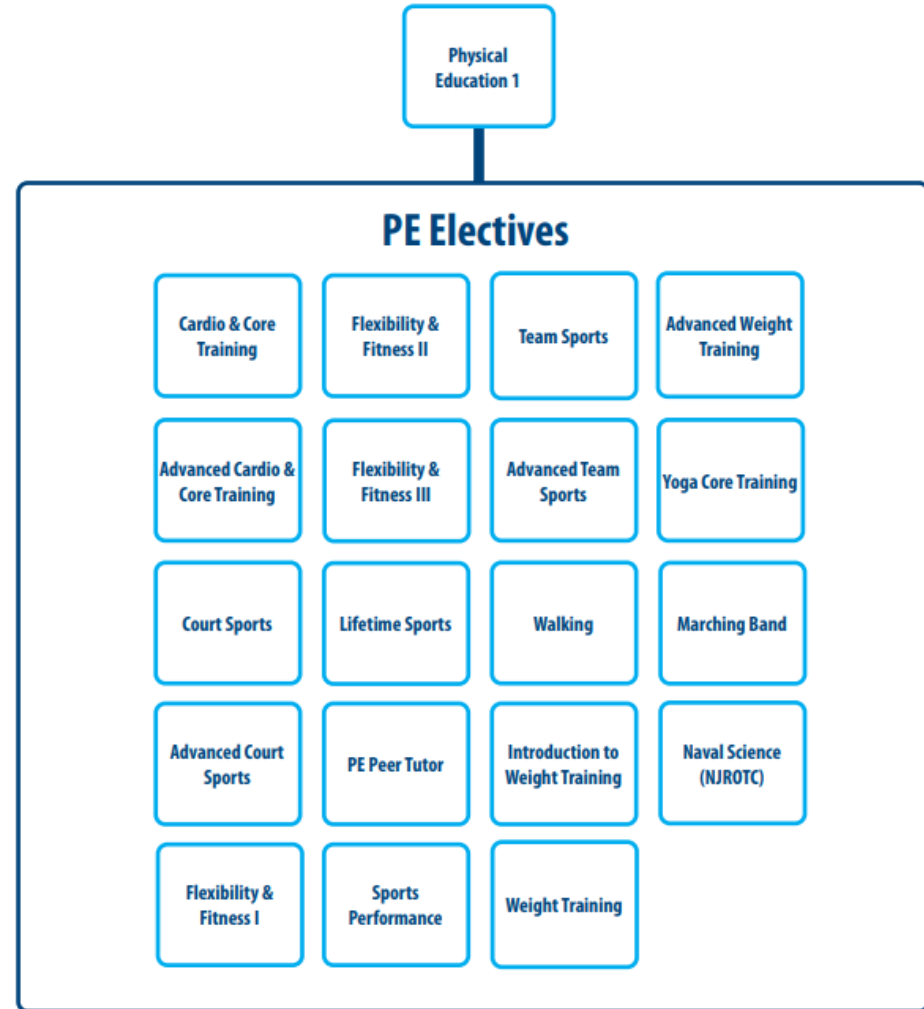 Physical
Education 1
PE Electives
Cardio & Core
Training
Flexibility &
Fitness II
Team Sports
Advanced Weight
Training
Advanced Cardio &
Core Training
Flexibility &
Fitness III
Advanced Team
Sports
Yoga Core Training
Court Sports
Lifetime Sports
Walking
Marching Band
Advanced Court
Sports
PE Peer Tutor
Introduction to
Weight Training
Naval Science
(NJROTC)
Flexibility &
Fitness I
Sports
Performance
Weight Training